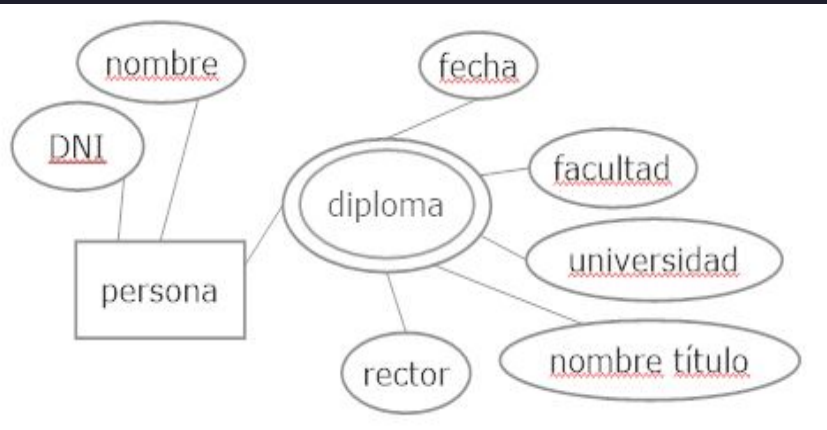 nombre
fecha
DNI
facultad
diploma
universidad
persona
nombre título
rector